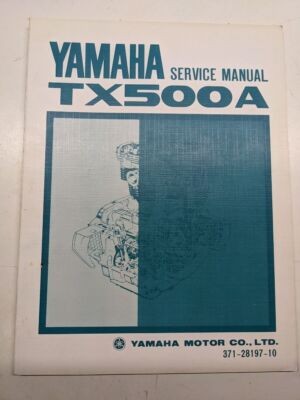 YAMAHA SERVICE MANUAL
TX500A
YAMAHA MOTOR CO., LTD.
371-28197-10